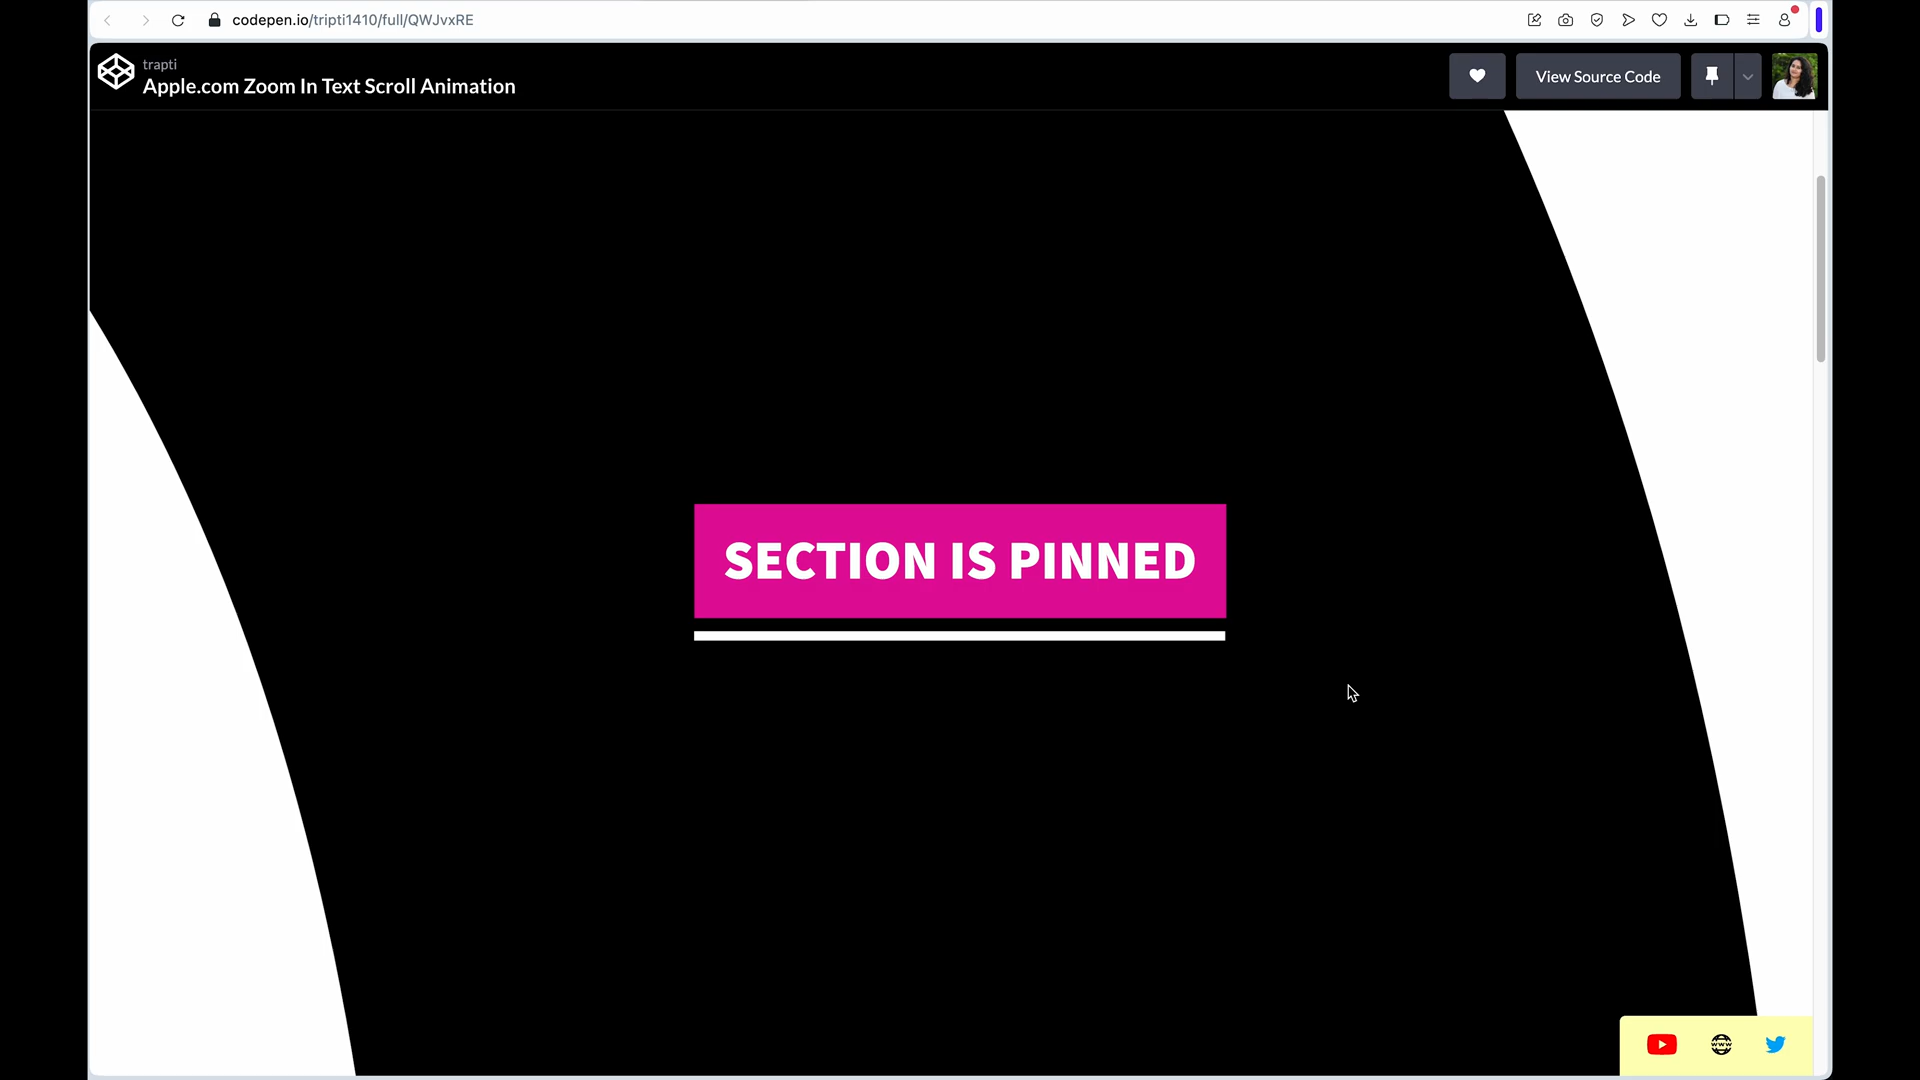 codepen.io/tripti1410/full/QWJvxRE
trapti
Apple.com Zoom In Text Scroll Animation
View Source Code
SECTION IS PINNED
www